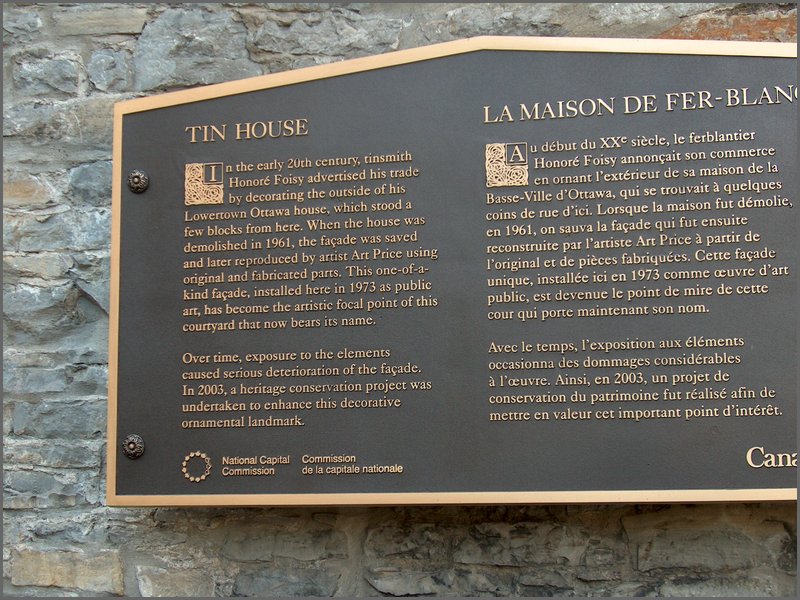 TIN HOUSE
In the early 20th century, tinsmith
Honoré Foisy advertised his trade
by decorating the outside of his
Lowertown Ottawa house, which stood a
few blocks from here. When the house was
demolished in 1961, the façade was saved
and later reproduced by artist Art Price using
original and fabricated parts. This one-of-a-
kind façade, installed here in 1973 as public
art, has become the artistic focal point of this
courtyard that now bears its name.
Over time, exposure to the elements
caused serious deterioration of the façade.
In 2003, a heritage conservation project was
undertaken to enhance this decorative
ornamental landmark.
National Capital
Commission
Commission
de la capitale nationale
LA MAISON DE FER-BLANC
Au début du XXe siècle, le ferblantier
Honoré Foisy annonçait son commerce
en ornant l'extérieur de sa maison de la
Basse-Ville d'Ottawa, qui se trouvait à quelques
coins de rue d'ici. Lorsque la maison fut démolie,
en 1961, on sauva la façade qui fut ensuite
reconstruite par l'artiste Art Price à partir de
l'original et de pièces fabriquées. Cette façade
unique, installée ici en 1973 comme œuvre d'art
public, est devenue le point de mire de cette
cour qui porte maintenant son nom.
Avec le temps, l'exposition aux éléments
occasionna des dommages considérables
à l'œuvre. Ainsi, en 2003, un projet de
conservation du patrimoine fut réalisé afin de
mettre en valeur cet important point d'intérêt.
Cana